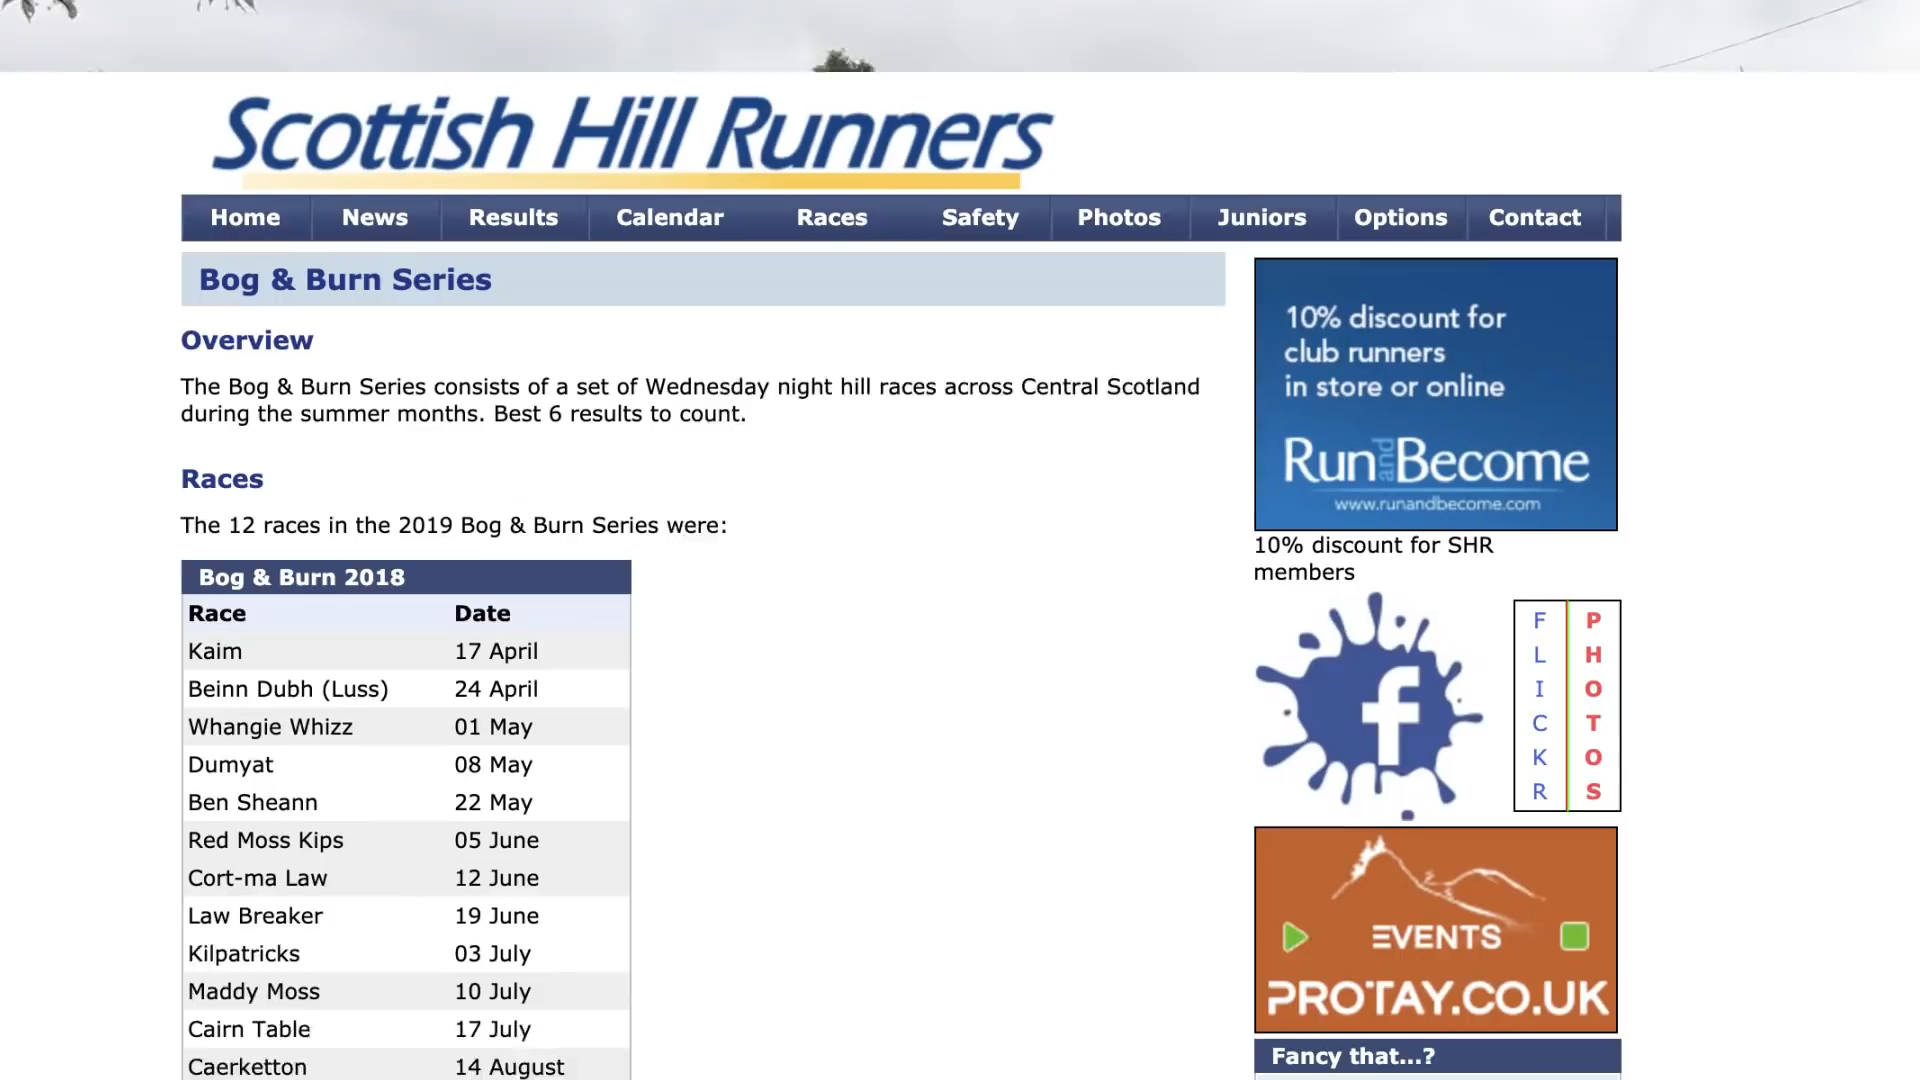 Scottish Hill Runners
Home News Results Calendar Races Safety Photos Juniors Options Contact
Bog & Burn Series
Overview
The Bog & Burn Series consists of a set of Wednesday night hill races across Central Scotland
during the summer months. Best 6 results to count.
Races
The 12 races in the 2019 Bog & Burn Series were:
Bog & Burn 2018
Race Date
Kaim 17 April
Beinn Dubh (Luss) 24 April
Whangie Whizz 01 May
Dumyat 08 May
Ben Sheann 22 May
Red Moss Kips 05 June
Cort-ma Law 12 June
Law Breaker 19 June
Kilpatricks 03 July
Maddy Moss 10 July
Cairn Table 17 July
Caerketton 14 August
10% discount for
club runners
in store or online
Run and Become
www.runandbecome.com
10% discount for SHR
members
f
FLICKR
PHOTOS
EVENTS
PROTAY.CO.UK
Fancy that...?